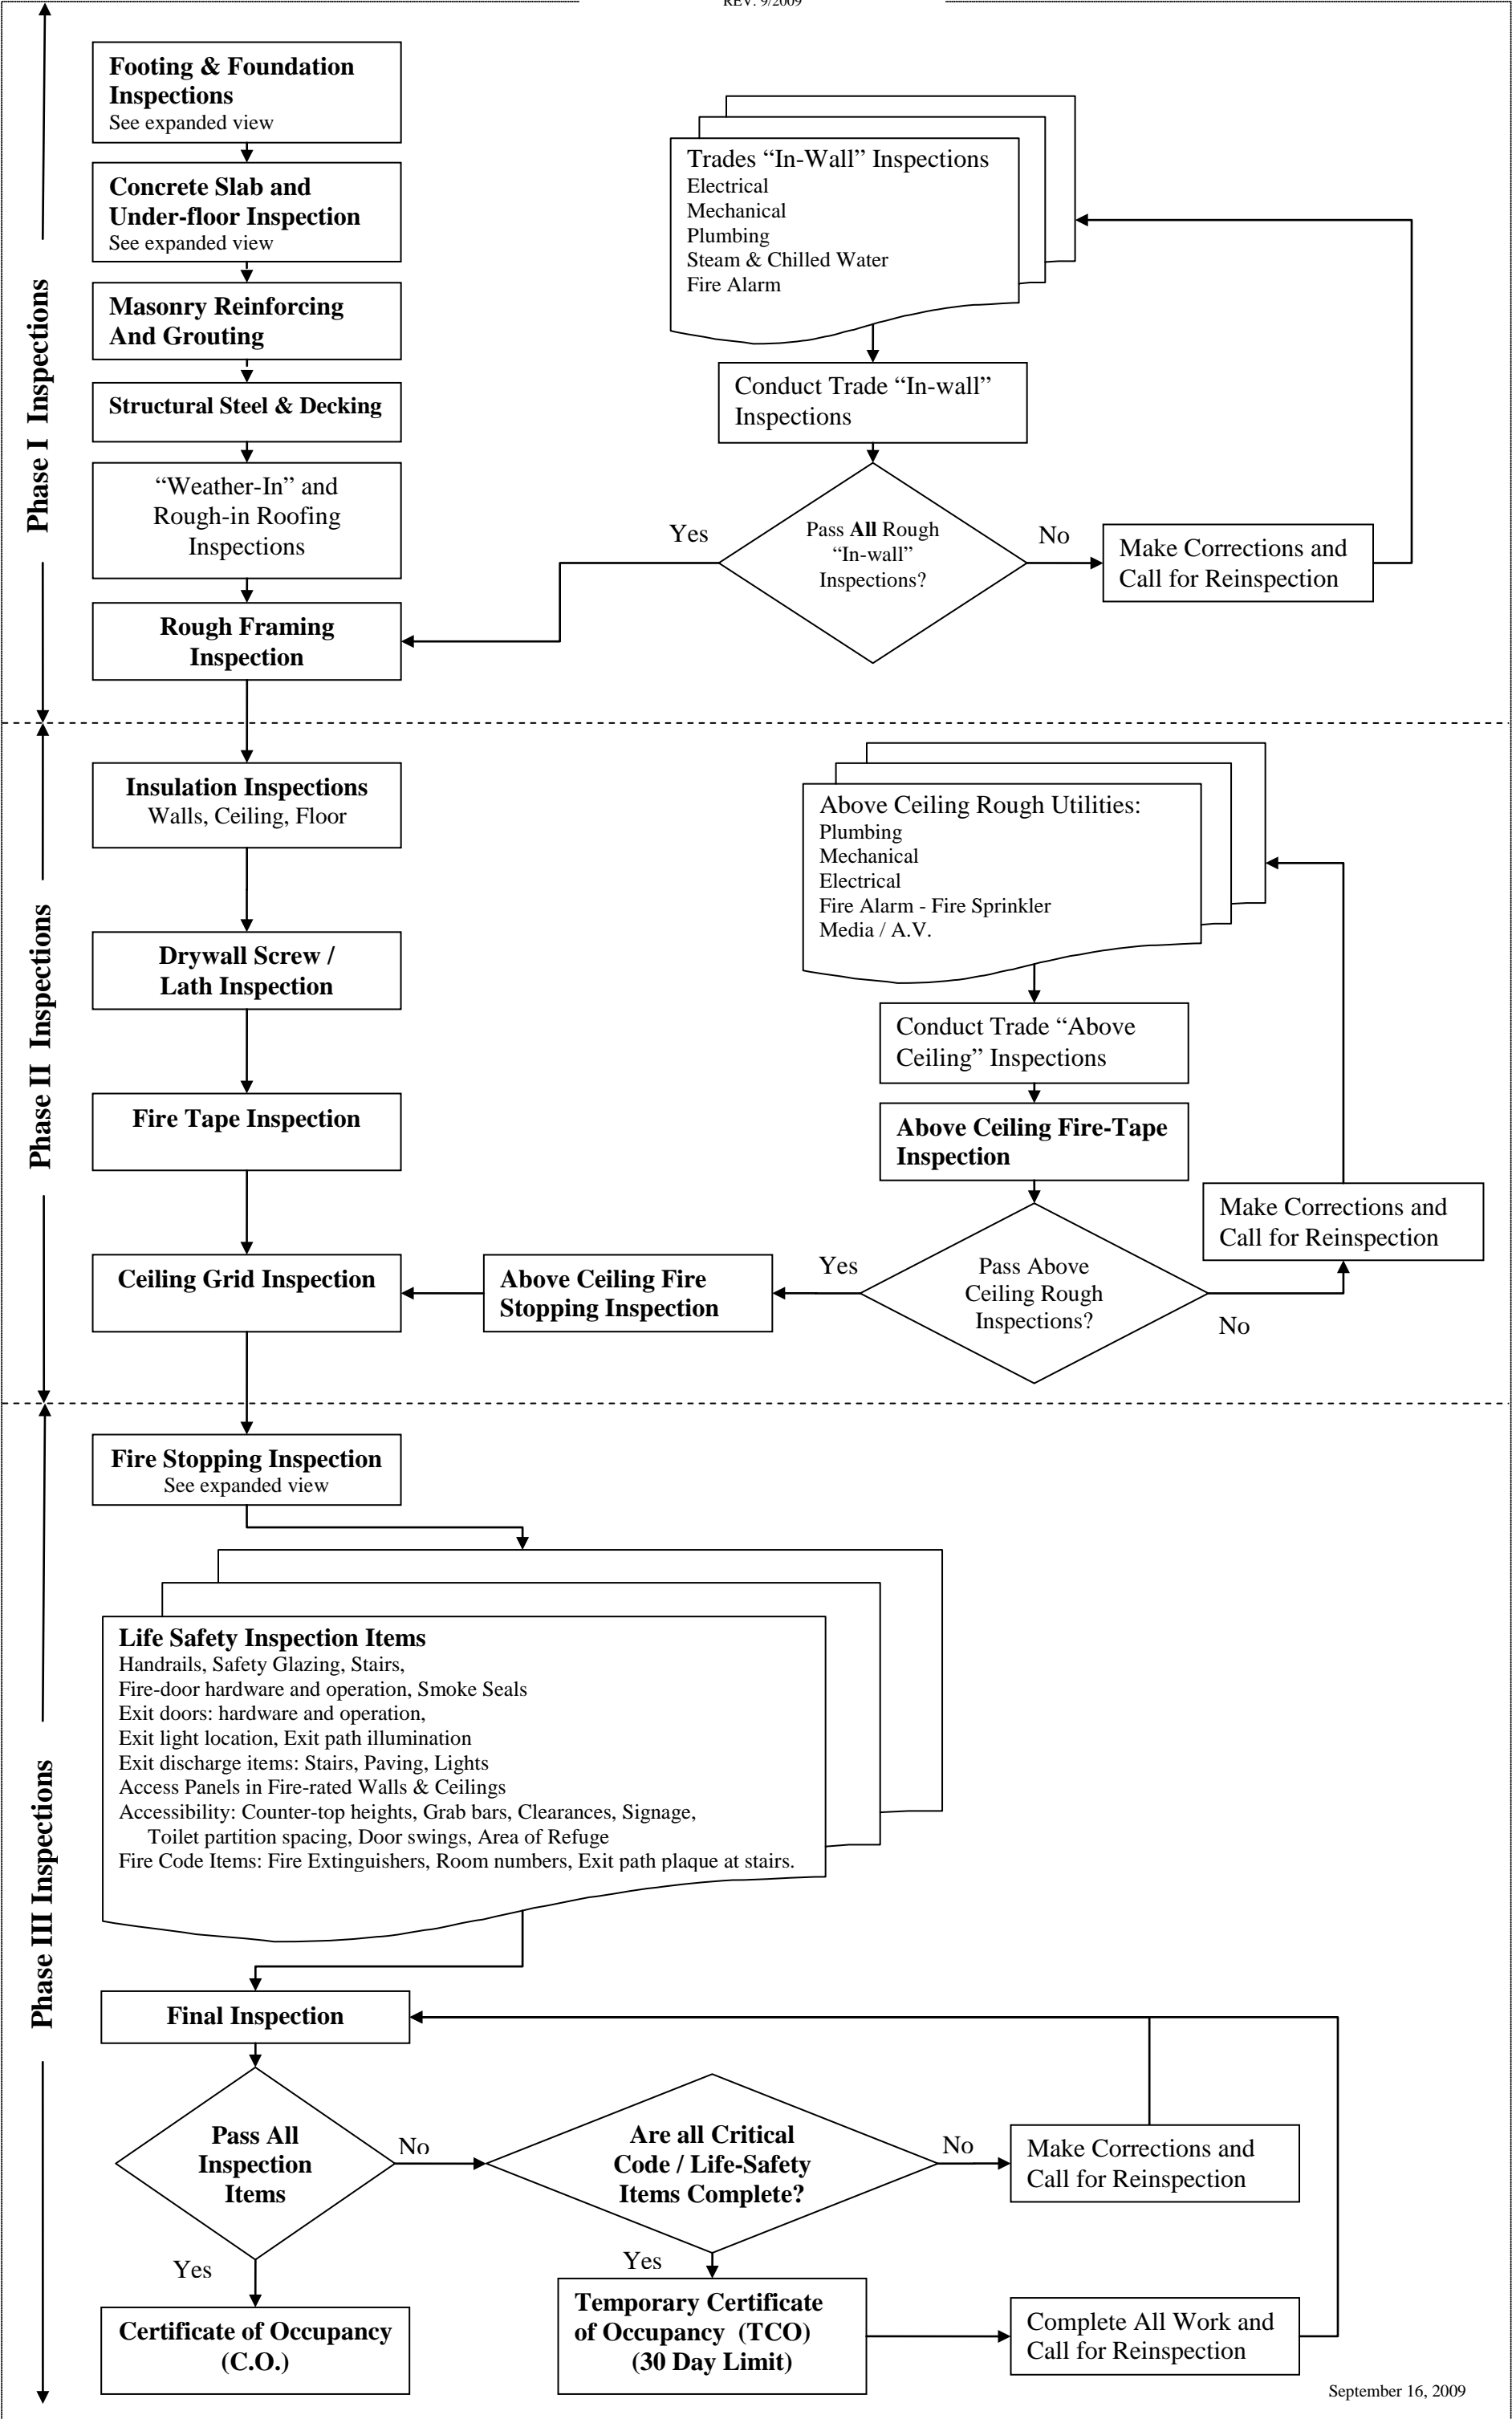 REV. 9/2009
Phase I Inspections
Footing & Foundation
Inspections
See expanded view
Concrete Slab and
Under-floor Inspection
See expanded view
Masonry Reinforcing
And Grouting
Structural Steel & Decking
“Weather-In” and
Rough-in Roofing
Inspections
Rough Framing
Inspection
Trades “In-Wall” Inspections
Electrical
Mechanical
Plumbing
Steam & Chilled Water
Fire Alarm
Conduct Trade “In-wall”
Inspections
Pass All Rough
“In-wall”
Inspections?
Yes
No
Make Corrections and
Call for Reinspection
Phase II Inspections
Insulation Inspections
Walls, Ceiling, Floor
Drywall Screw /
Lath Inspection
Fire Tape Inspection
Ceiling Grid Inspection
Above Ceiling Rough Utilities:
Plumbing
Mechanical
Electrical
Fire Alarm - Fire Sprinkler
Media / A.V.
Conduct Trade “Above
Ceiling” Inspections
Above Ceiling Fire-Tape
Inspection
Pass Above
Ceiling Rough
Inspections?
Yes
No
Make Corrections and
Call for Reinspection
Above Ceiling Fire
Stopping Inspection
Phase III Inspections
Fire Stopping Inspection
See expanded view
Life Safety Inspection Items
Handrails, Safety Glazing, Stairs,
Fire-door hardware and operation, Smoke Seals
Exit doors: hardware and operation,
Exit light location, Exit path illumination
Exit discharge items: Stairs, Paving, Lights
Access Panels in Fire-rated Walls & Ceilings
Accessibility: Counter-top heights, Grab bars, Clearances, Signage,
Toilet partition spacing, Door swings, Area of Refuge
Fire Code Items: Fire Extinguishers, Room numbers, Exit path plaque at stairs.
Final Inspection
Pass All
Inspection
Items
No
Yes
Are all Critical
Code / Life-Safety
Items Complete?
No
Yes
Make Corrections and
Call for Reinspection
Certificate of Occupancy
(C.O.)
Temporary Certificate
of Occupancy (TCO)
(30 Day Limit)
Complete All Work and
Call for Reinspection
September 16, 2009